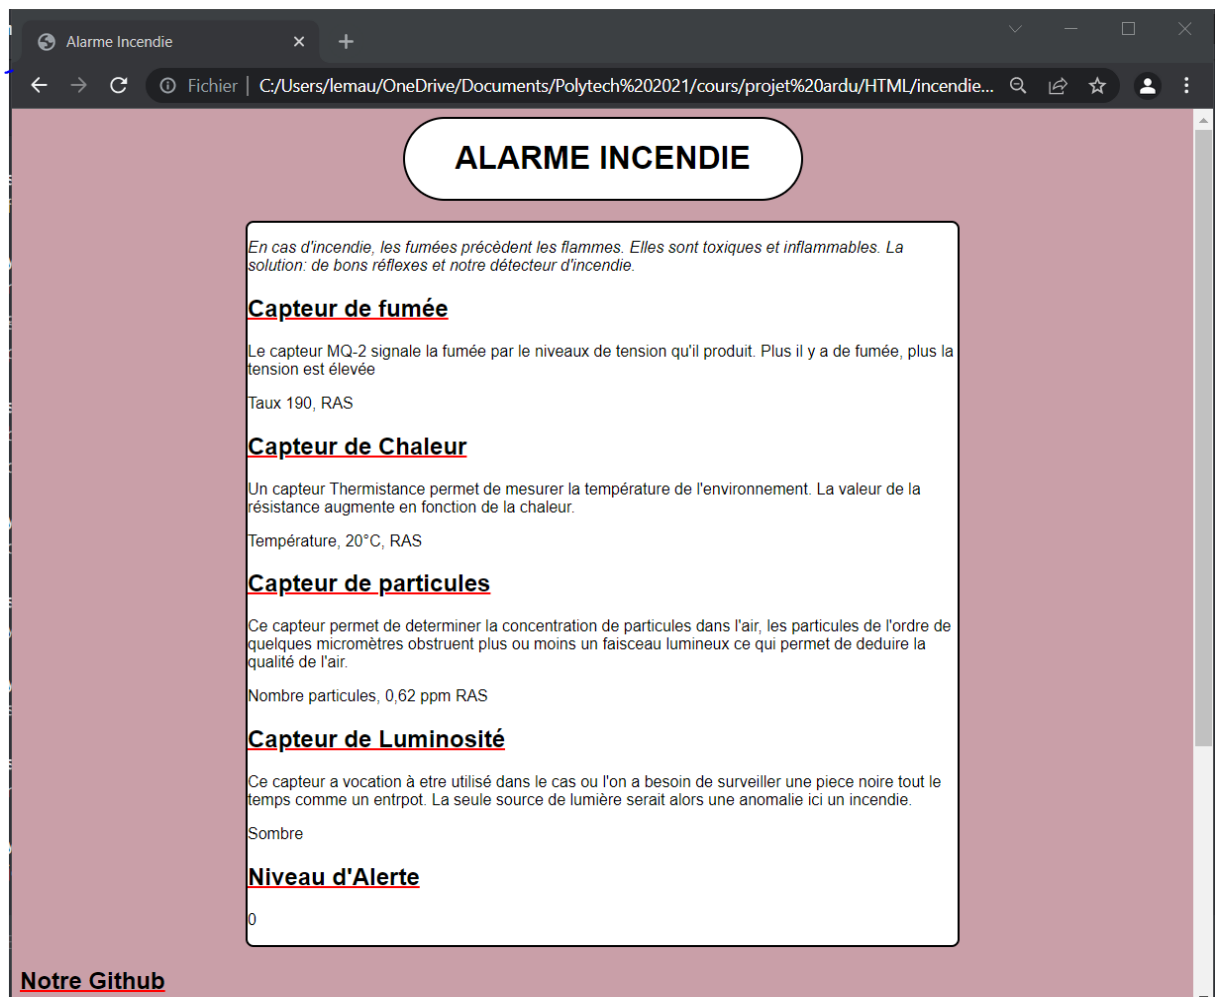 Alarme Incendie
Fichier | C:/Users/lemau/OneDrive/Documents/Polytech%202021/cours/projet%20ardu/HTML/incendie...
ALARME INCENDIE
En cas d'incendie, les fumées précèdent les flammes. Elles sont toxiques et inflammables. La
solution: de bons réflexes et notre détecteur d'incendie.
Capteur de fumée
Le capteur MQ-2 signale la fumée par le niveaux de tension qu'il produit. Plus il y a de fumée, plus la
tension est élevée
Taux 190, RAS
Capteur de Chaleur
Un capteur Thermistance permet de mesurer la température de l'environnement. La valeur de la
résistance augmente en fonction de la chaleur.
Température, 20°C, RAS
Capteur de particules
Ce capteur permet de determiner la concentration de particules dans l'air, les particules de l'ordre de
quelques micromètres obstruent plus ou moins un faisceau lumineux ce qui permet de deduire la
qualité de l'air.
Nombre particules, 0,62 ppm RAS
Capteur de Luminosité
Ce capteur a vocation à etre utilisé dans le cas ou l'on a besoin de surveiller une piece noire tout le
temps comme un entrpot. La seule source de lumière serait alors une anomalie ici un incendie.
Sombre
Niveau d'Alerte
0
Notre Github